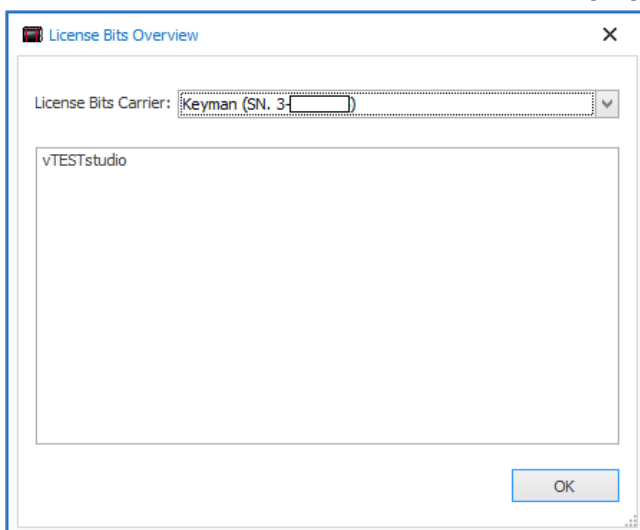 License Bits Overview
License Bits Carrier: Keyman (SN. 3-        )
vTESTstudio
OK